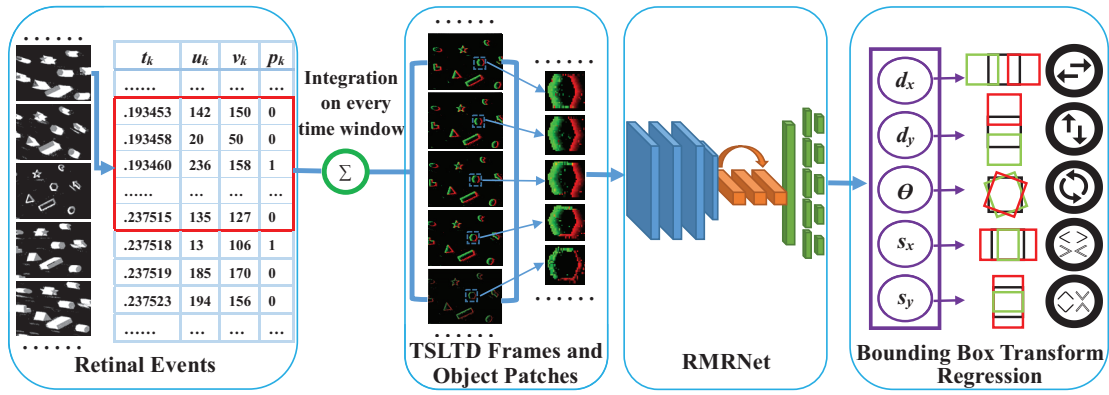 ......
t_k u_k v_k p_k
...... ... ... ...
.193453 142 150 0
.193458 20 50 0
.193460 236 158 1
...... ... ... ...
.237515 135 127 0
.237518 13 106 1
.237519 185 170 0
.237523 194 156 0
...... ... ... ...
......
Retinal Events
Integration
on every
time window
Σ
......
......
......
......
TSLTD Frames and
Object Patches
RMRNet
d_x
d_y
Θ
s_x
s_y
Bounding Box Transform
Regression